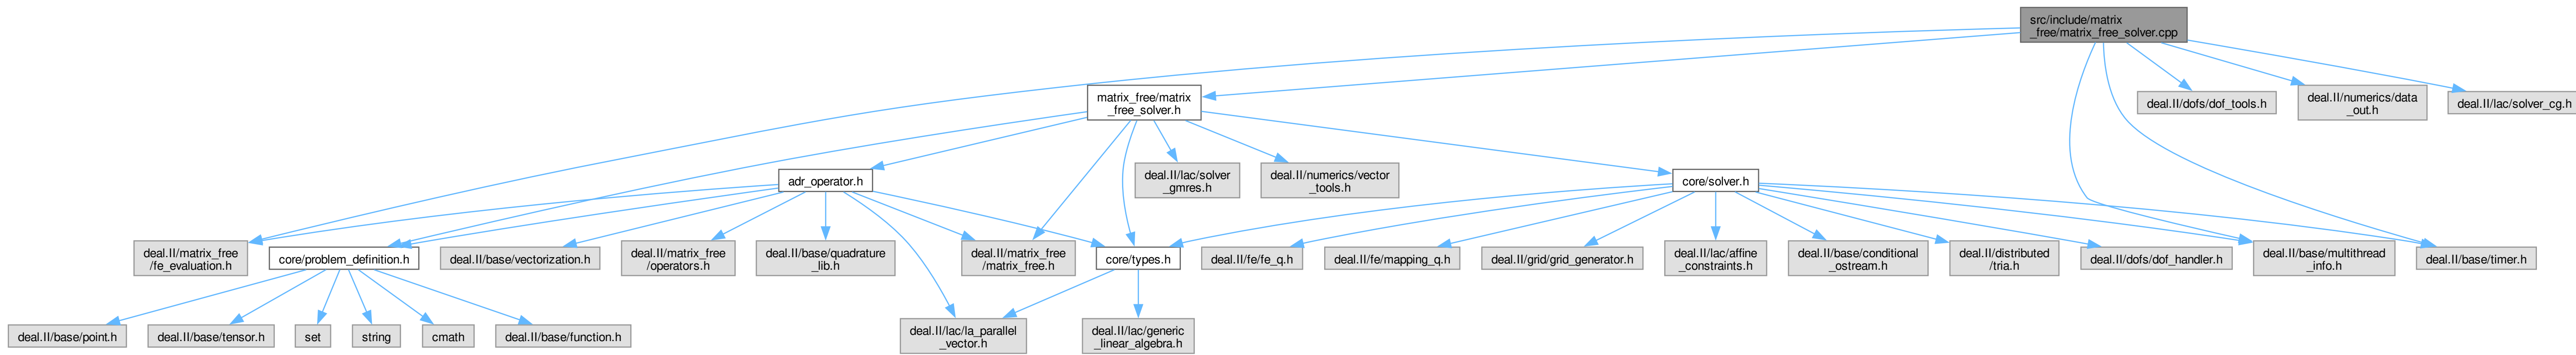 src/include/matrix
_free/matrix_free_solver.cpp
matrix_free/matrix
_free_solver.h
deal.II/dofs/dof_tools.h
deal.II/numerics/data
_out.h
deal.II/lac/solver_cg.h
adr_operator.h
deal.II/lac/solver
_gmres.h
deal.II/numerics/vector
_tools.h
core/solver.h
deal.II/matrix_free
/fe_evaluation.h
core/problem_definition.h
deal.II/base/vectorization.h
deal.II/matrix_free
/operators.h
deal.II/base/quadrature
_lib.h
deal.II/matrix_free
/matrix_free.h
core/types.h
deal.II/fe/fe_q.h
deal.II/fe/mapping_q.h
deal.II/grid/grid_generator.h
deal.II/lac/affine
_constraints.h
deal.II/base/conditional
_ostream.h
deal.II/distributed
/tria.h
deal.II/dofs/dof_handler.h
deal.II/base/multithread
_info.h
deal.II/base/timer.h
deal.II/base/point.h
deal.II/base/tensor.h
set
string
cmath
deal.II/base/function.h
deal.II/lac/la_parallel
_vector.h
deal.II/lac/generic
_linear_algebra.h